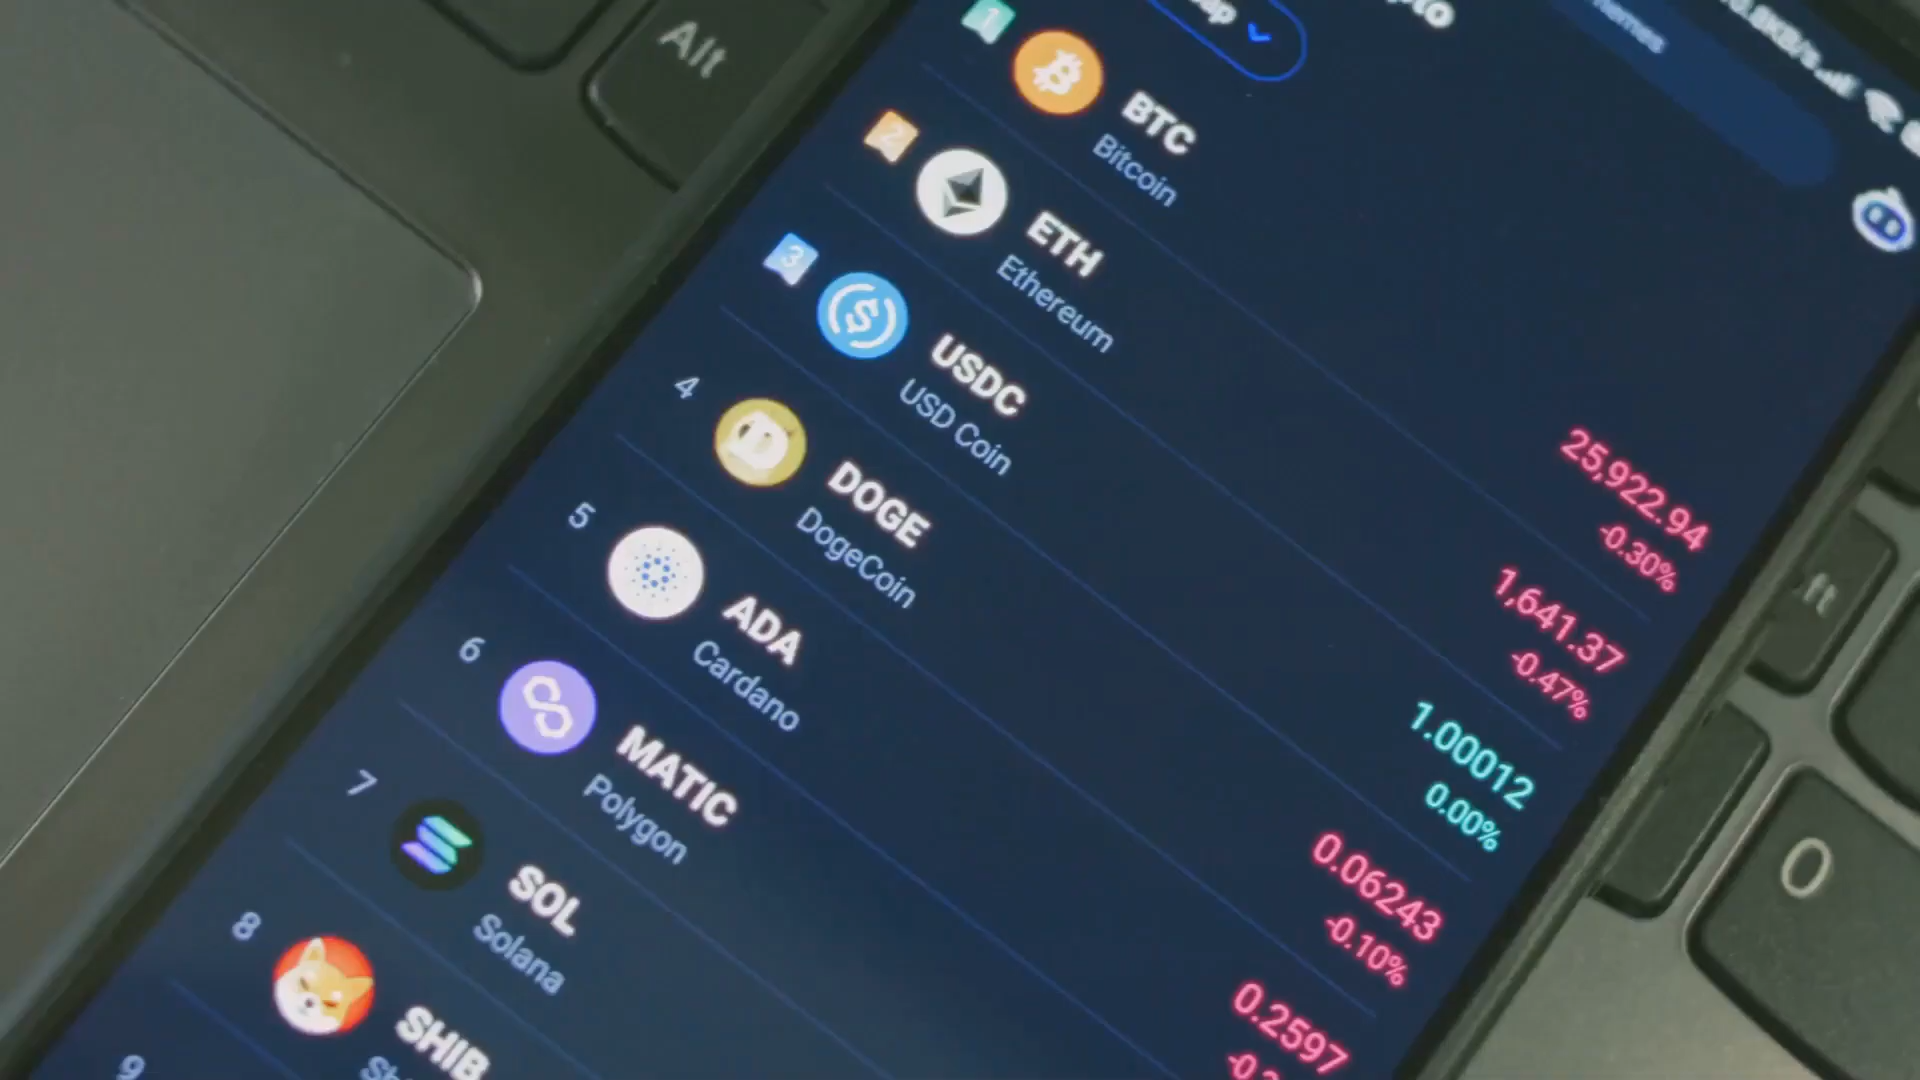 Alt
1
BTC
Bitcoin
25,922.94
-0.30%
2
ETH
Ethereum
1,641.37
-0.47%
3
USDC
USD Coin
1.00012
0.00%
4
DOGE
DogeCoin
0.06243
-0.10%
5
ADA
Cardano
0.2597
6
MATIC
Polygon
7
SOL
Solana
8
SHIB
9
ft
O